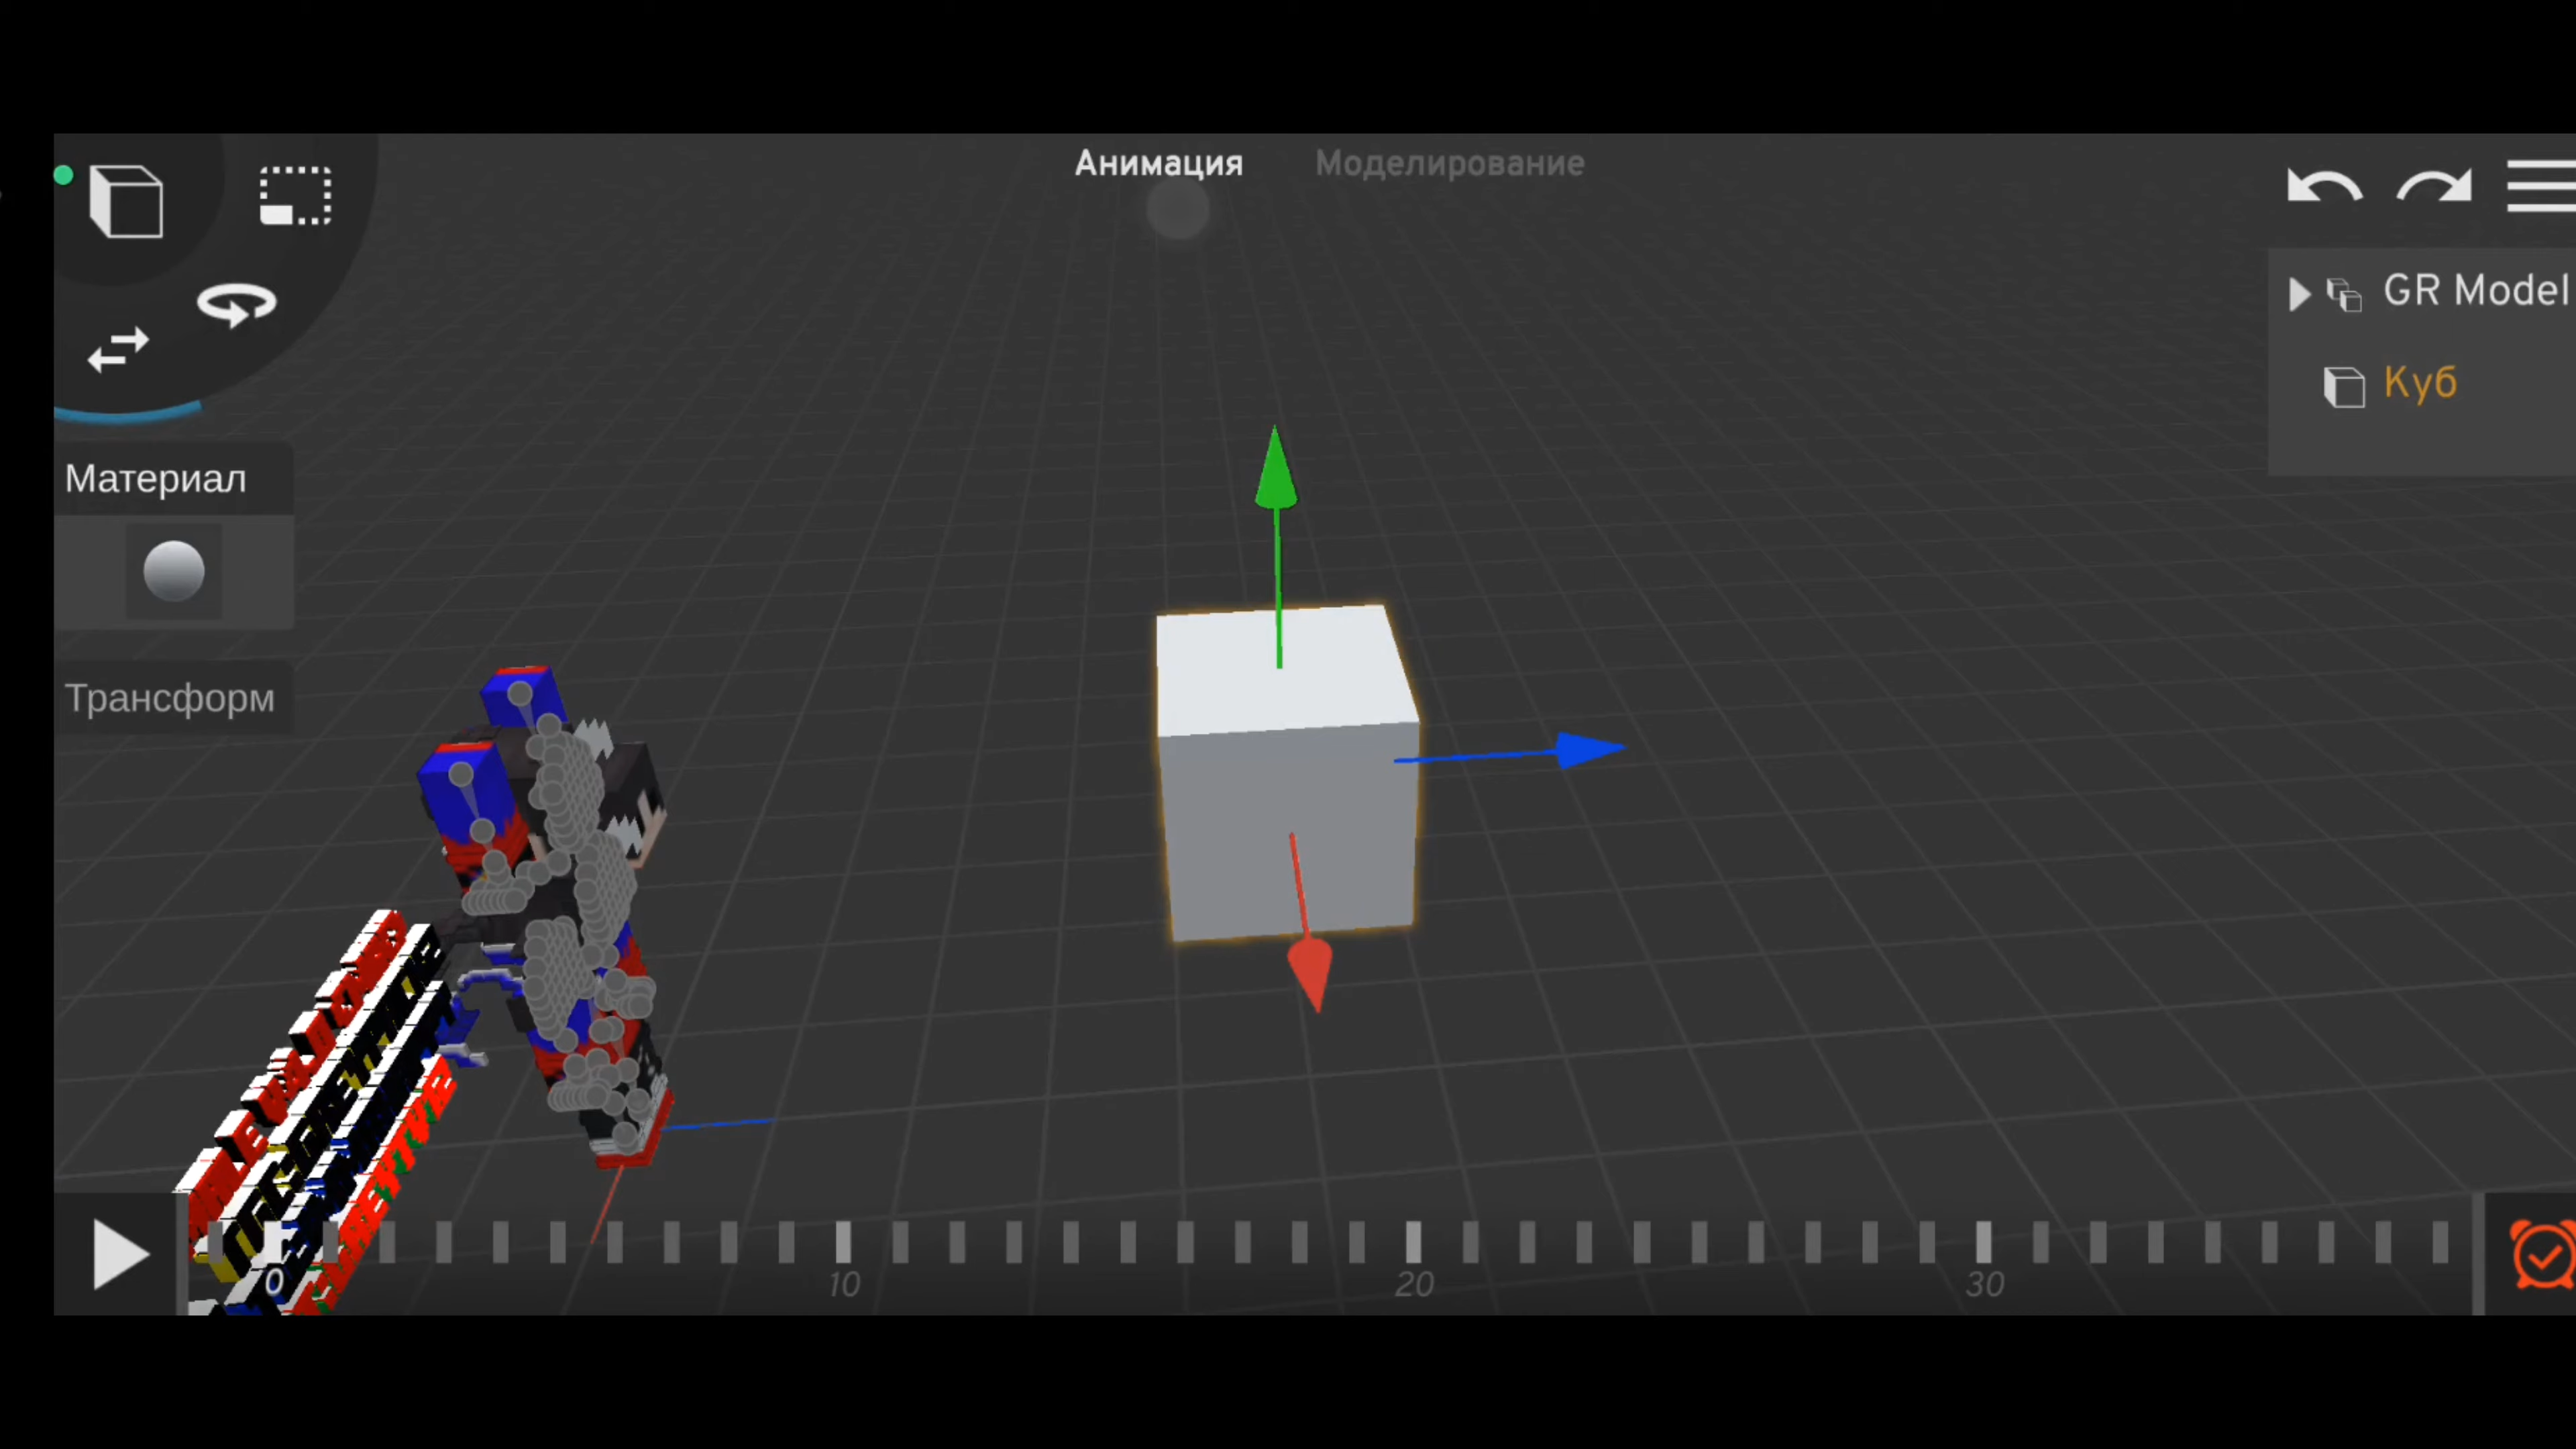 Анимация Моделирование
GR Model
Куб
Материал
Трансформ
0 10 20 30